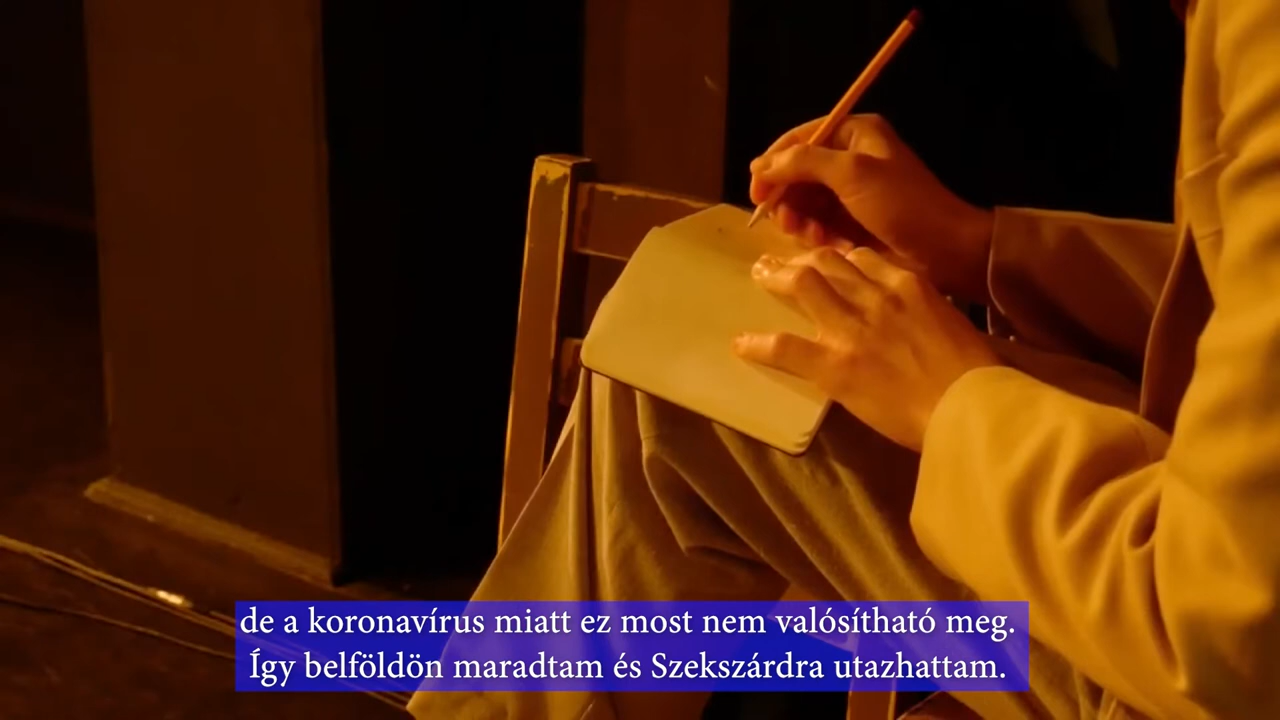 de a koronavírus miatt ez most nem valósítható meg.
Így belföldön maradtam és Szekszárdra utazhattam.